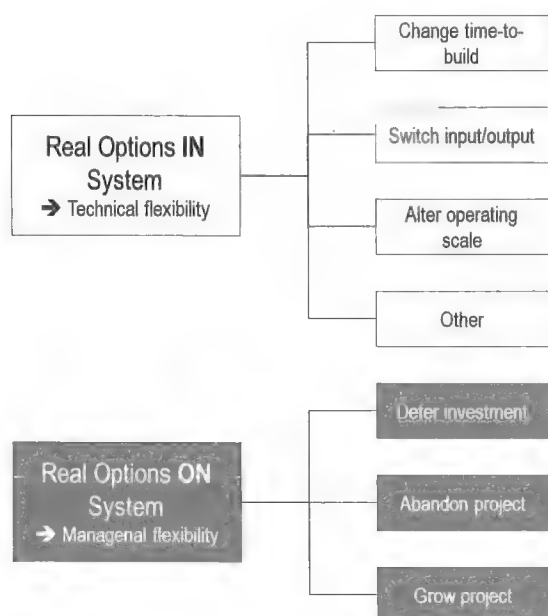 Change time-to-
build
Real Options IN
System
➔ Technical flexibility
Switch input/output
Alter operating
scale
Other
Defer investment
Real Options ON
System
➔ Managerial flexibility
Abandon project
Grow project